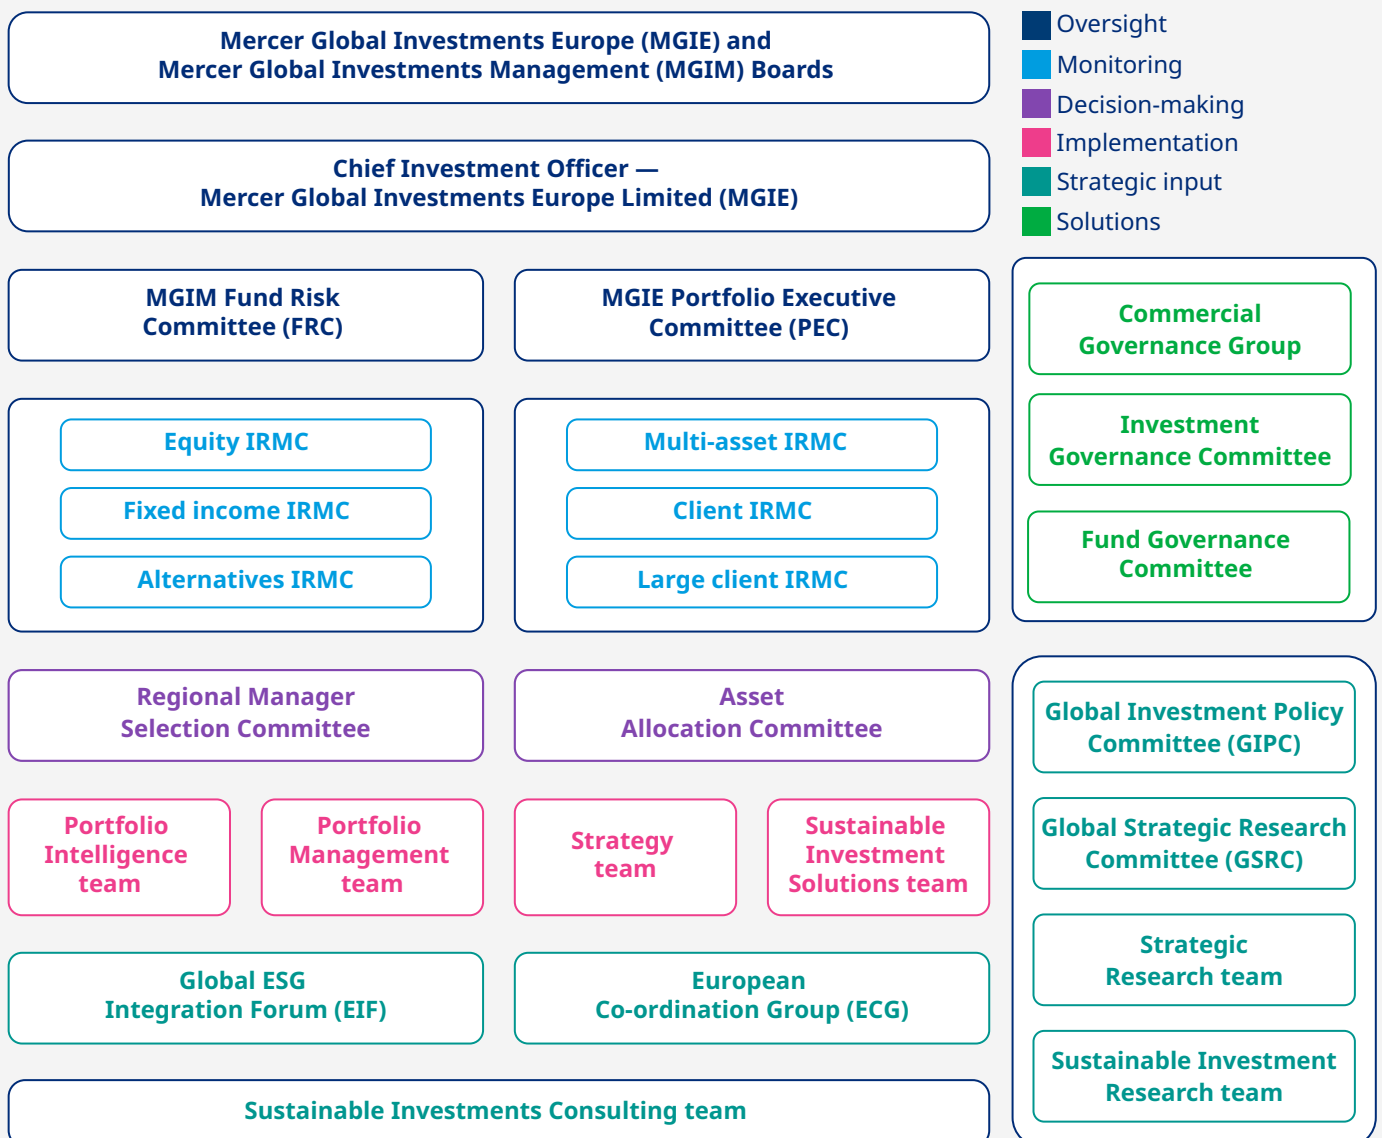 Mercer Global Investments Europe (MGIE) and
Mercer Global Investments Management (MGIM) Boards
Chief Investment Officer —
Mercer Global Investments Europe Limited (MGIE)
MGIM Fund Risk
Committee (FRC)
MGIE Portfolio Executive
Committee (PEC)
Equity IRMC
Fixed income IRMC
Alternatives IRMC
Multi-asset IRMC
Client IRMC
Large client IRMC
Regional Manager
Selection Committee
Asset
Allocation Committee
Portfolio
Intelligence
team
Portfolio
Management
team
Strategy
team
Sustainable
Investment
Solutions team
Global ESG
Integration Forum (EIF)
European
Co-ordination Group (ECG)
Sustainable Investments Consulting team
Oversight
Monitoring
Decision-making
Implementation
Strategic input
Solutions
Commercial
Governance Group
Investment
Governance Committee
Fund Governance
Committee
Global Investment Policy
Committee (GIPC)
Global Strategic Research
Committee (GSRC)
Strategic
Research team
Sustainable Investment
Research team